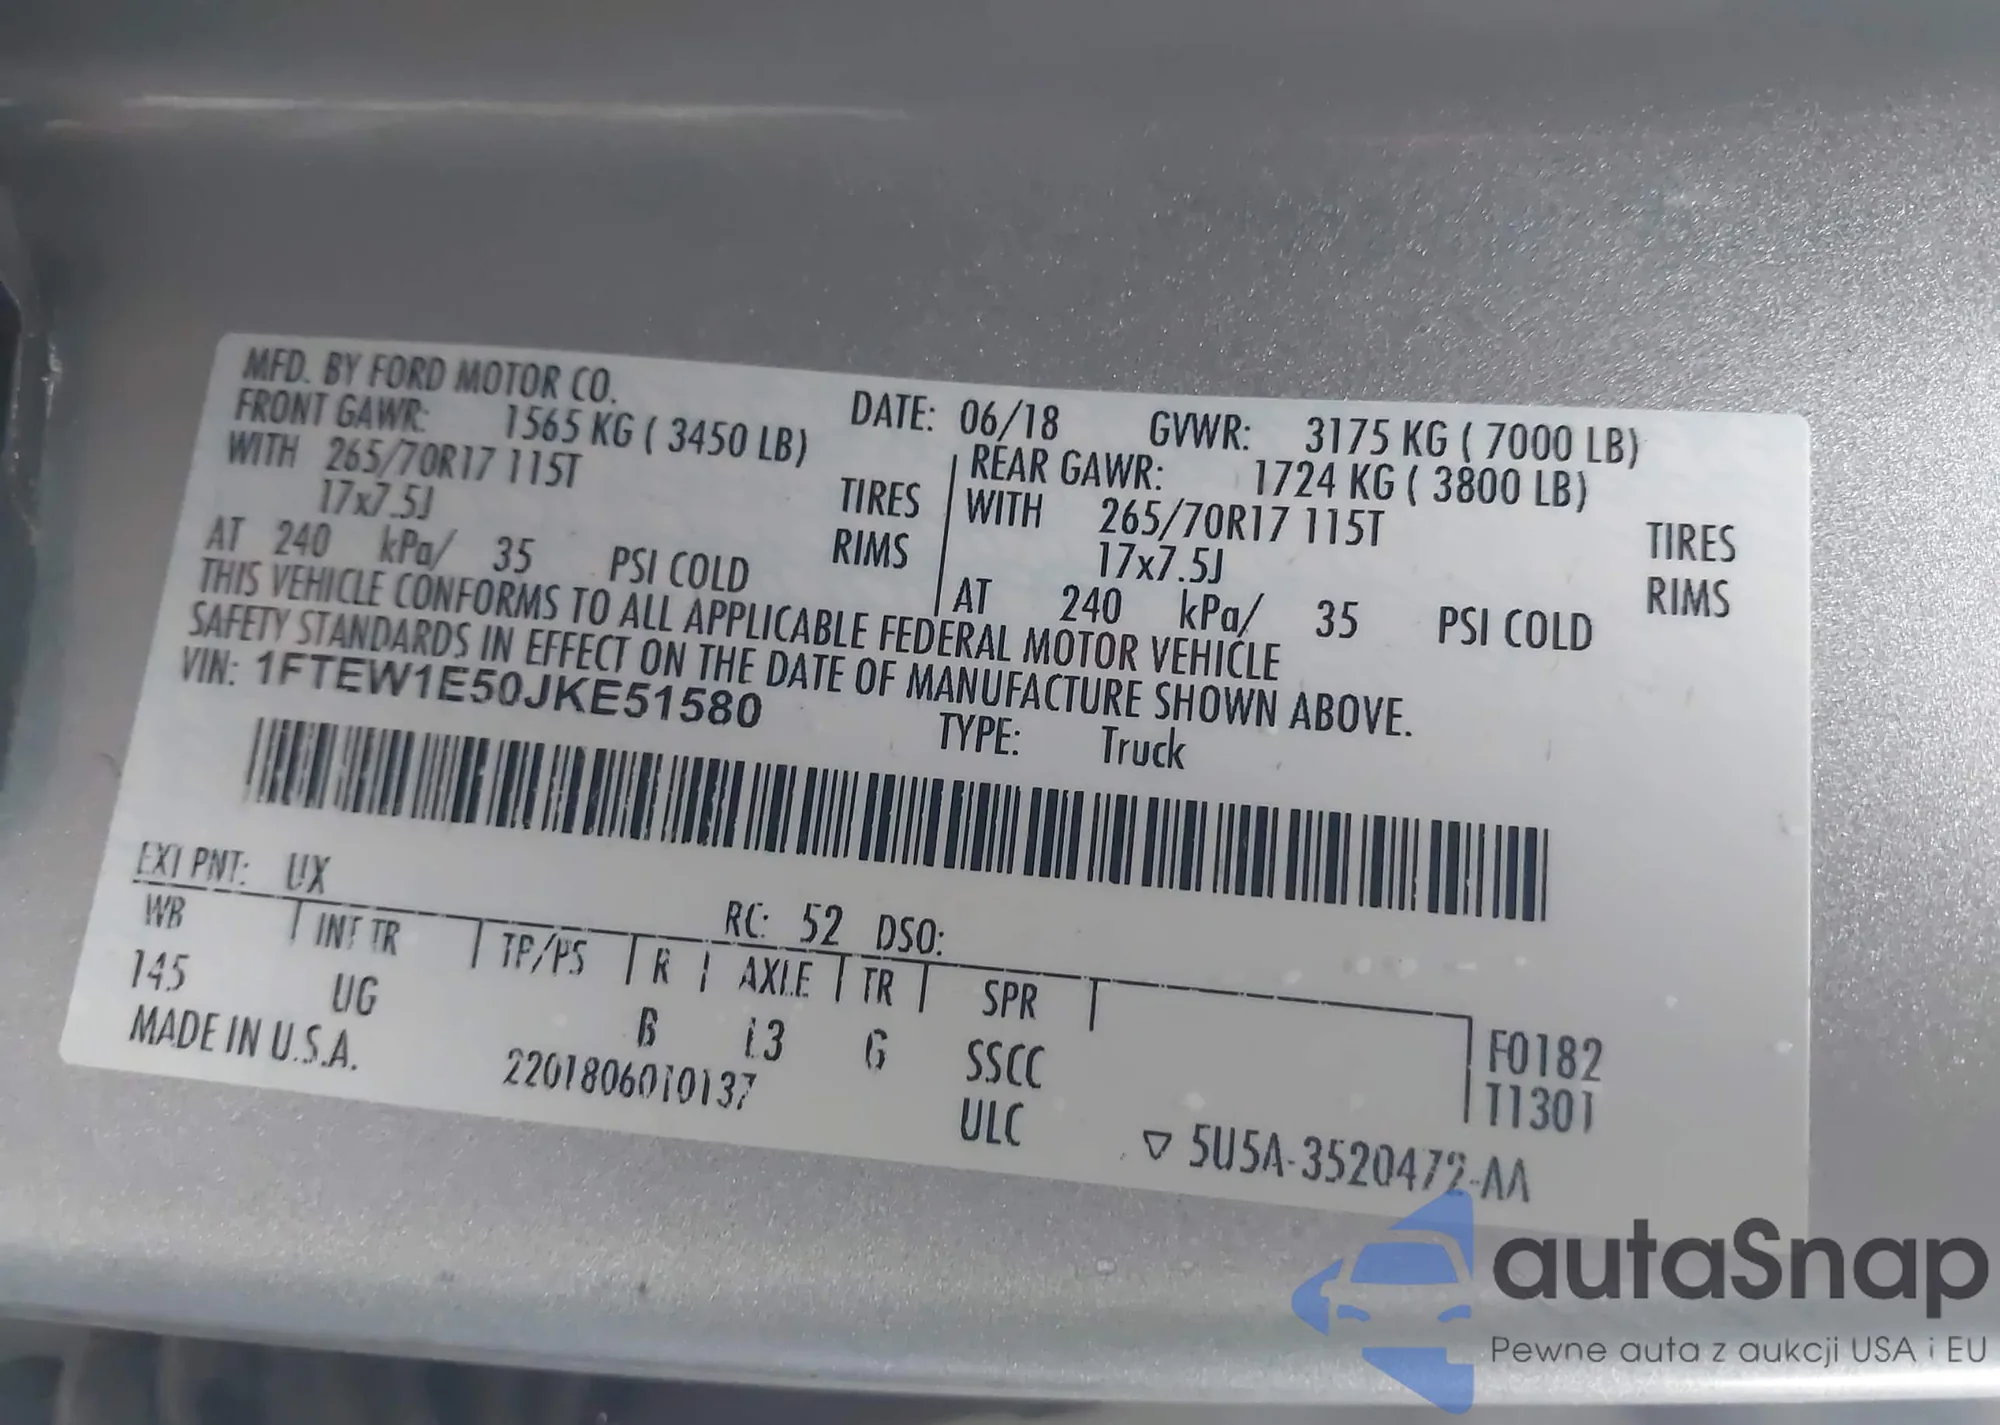 MFD. BY FORD MOTOR CO.
DATE: 06/18 GVWR: 3175 KG ( 7000 LB)
FRONT GAWR: 1565 KG ( 3450 LB) REAR GAWR: 1724 KG ( 3800 LB)
WITH 265/70R17 115T TIRES WITH 265/70R17 115T TIRES
17x7.5J RIMS 17x7.5J RIMS
AT 240 kPa/ 35 PSI COLD AT 240 kPa/ 35 PSI COLD
THIS VEHICLE CONFORMS TO ALL APPLICABLE FEDERAL MOTOR VEHICLE
SAFETY STANDARDS IN EFFECT ON THE DATE OF MANUFACTURE SHOWN ABOVE.
VIN: 1FTEW1E50JKE51580
TYPE: Truck
EXT PNT: UX RC: 52 DSO:
WB INT TR TP/PS R AXLE TR SPR
145 UG B L3 G SSCC F0182
MADE IN U.S.A. 2201806010137 ULC T1301
▽ 5U5A-3520472-AA
autaSnap
Pewne auta z aukcji USA i EU